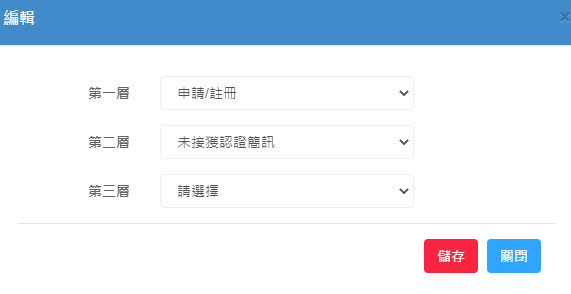 編輯 ×
第一層 申請/註冊
第二層 未接獲認證簡訊
第三層 請選擇
儲存 關閉